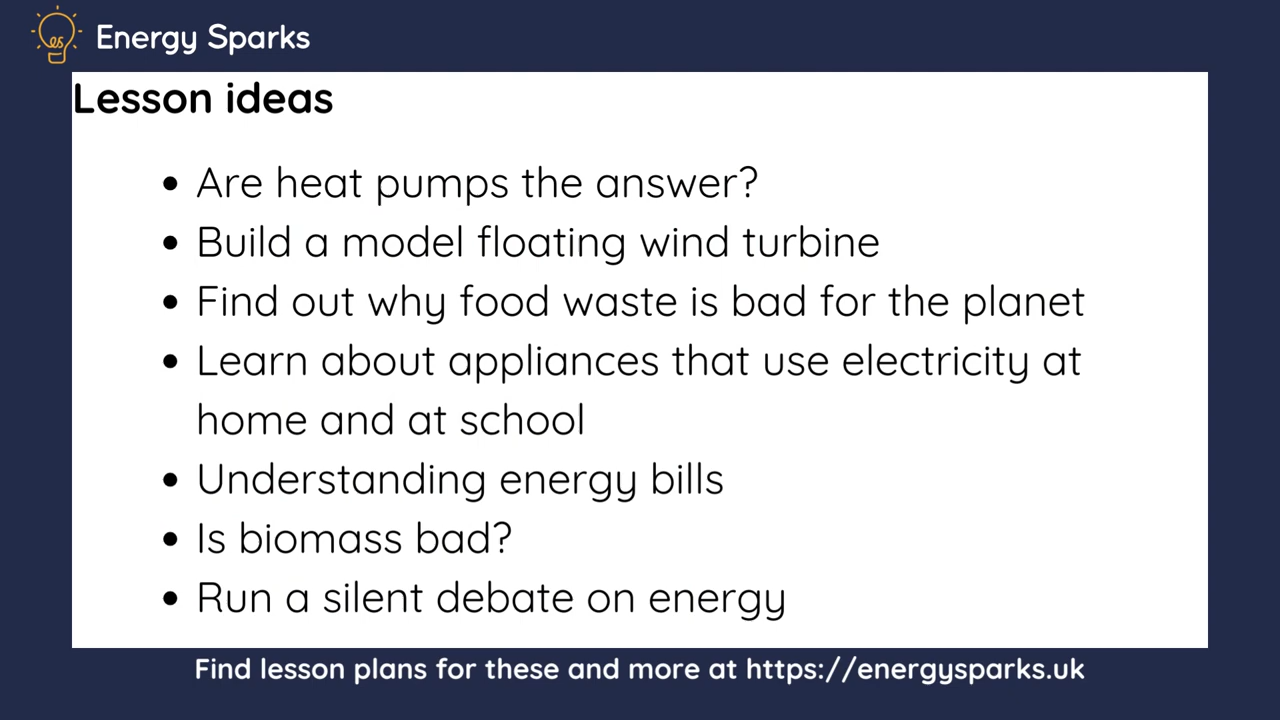 Energy Sparks
Lesson ideas
• Are heat pumps the answer?
• Build a model floating wind turbine
• Find out why food waste is bad for the planet
• Learn about appliances that use electricity at
home and at school
• Understanding energy bills
• Is biomass bad?
• Run a silent debate on energy
Find lesson plans for these and more at https://energysparks.uk